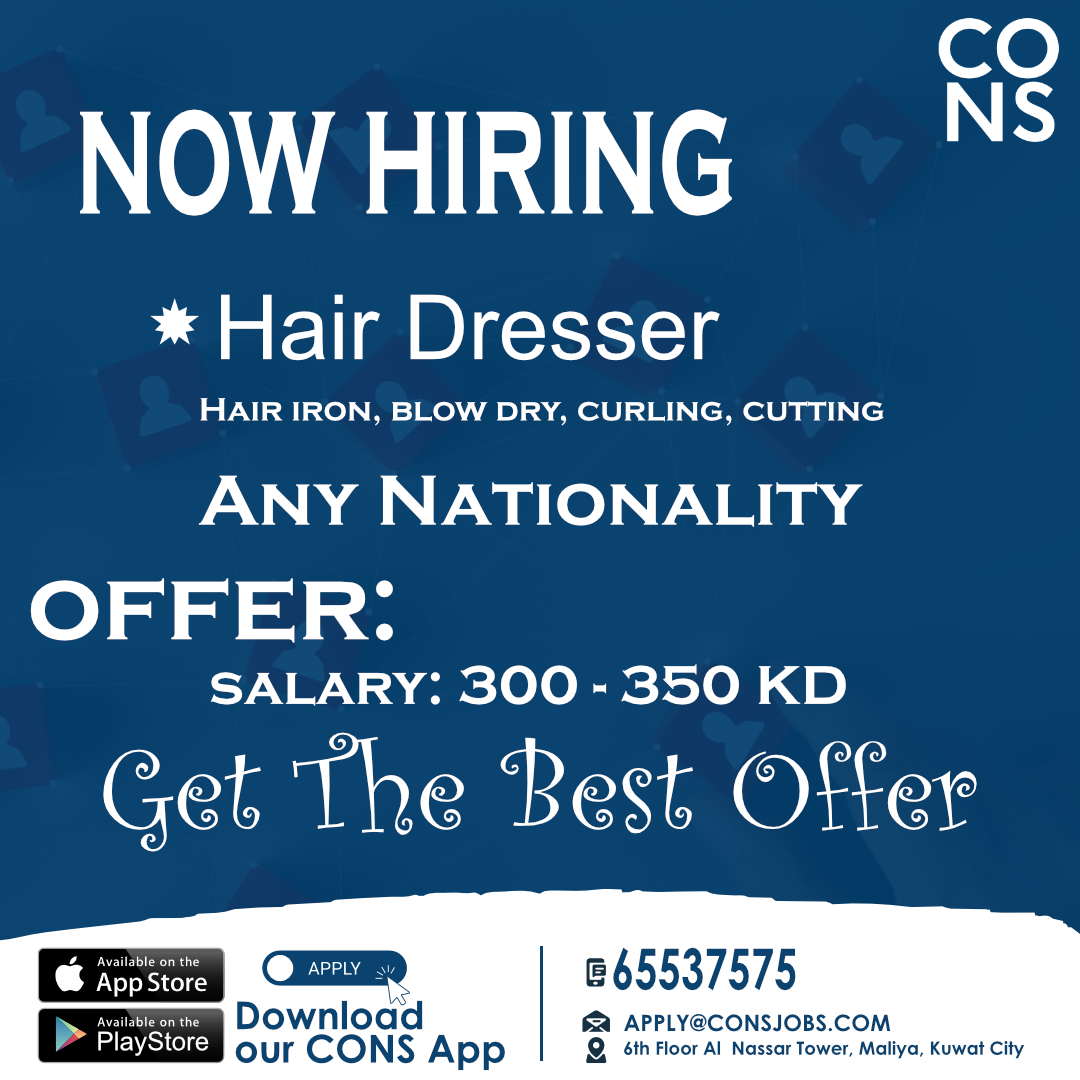 CO
NS
NOW HIRING
Hair Dresser
HAIR IRON, BLOW DRY, CURLING, CUTTING
ANY NATIONALITY
OFFER:
SALARY: 300 - 350 KD
Get The Best Offer
Available on the
App Store
Available on the
PlayStore
APPLY
Download
our CONS App
65537575
APPLY@CONSJOBS.COM
6th Floor Al Nassar Tower, Maliya, Kuwat City